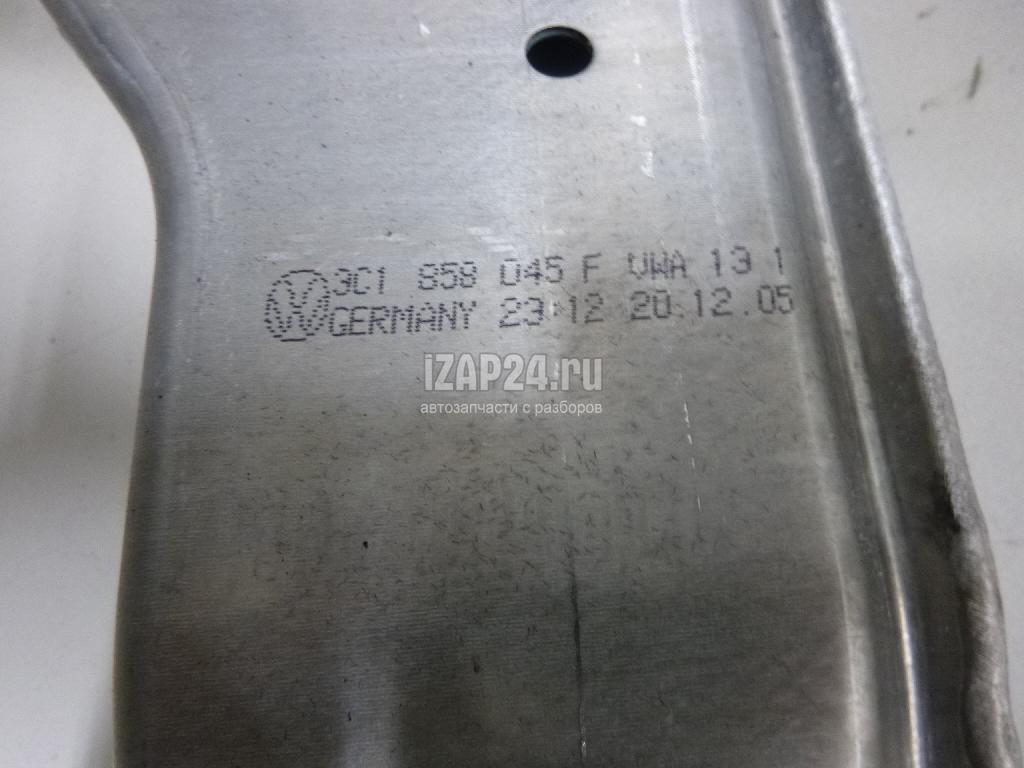 3C1 858 045 F VWA 13 1
GERMANY 23:12 20.12.05
iZAP24.ru
автозапчасти с разборов